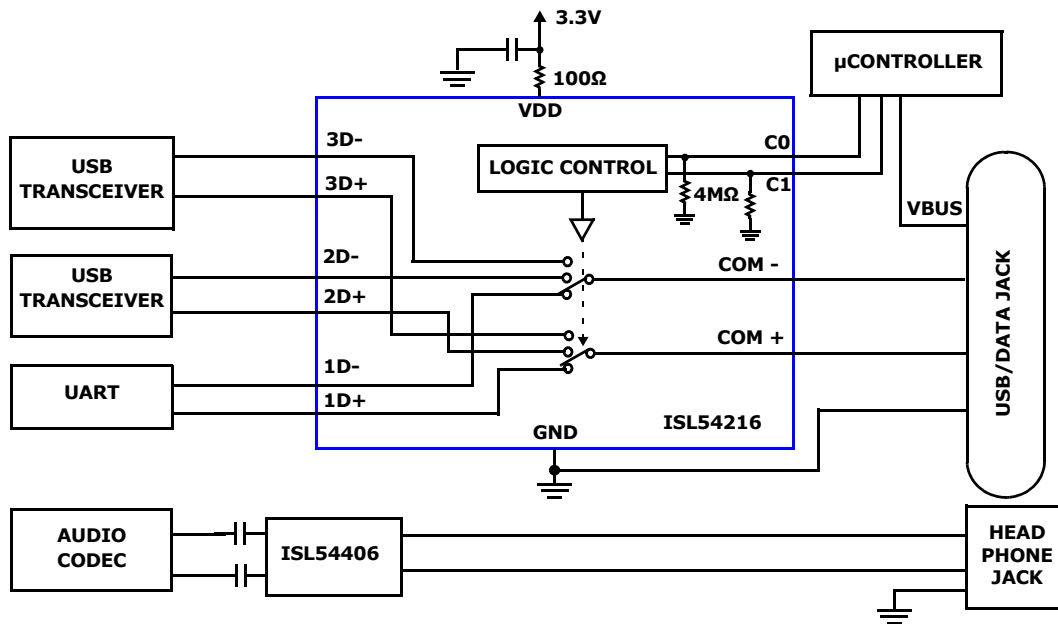 3.3V
100Ω
VDD
µCONTROLLER
USB
TRANSCEIVER
3D-
3D+
LOGIC CONTROL
C0
C1
4MΩ
VBUS
USB
TRANSCEIVER
2D-
2D+
COM -
COM +
UART
1D-
1D+
GND
ISL54216
USB/DATA JACK
AUDIO
CODEC
ISL54406
HEAD
PHONE
JACK